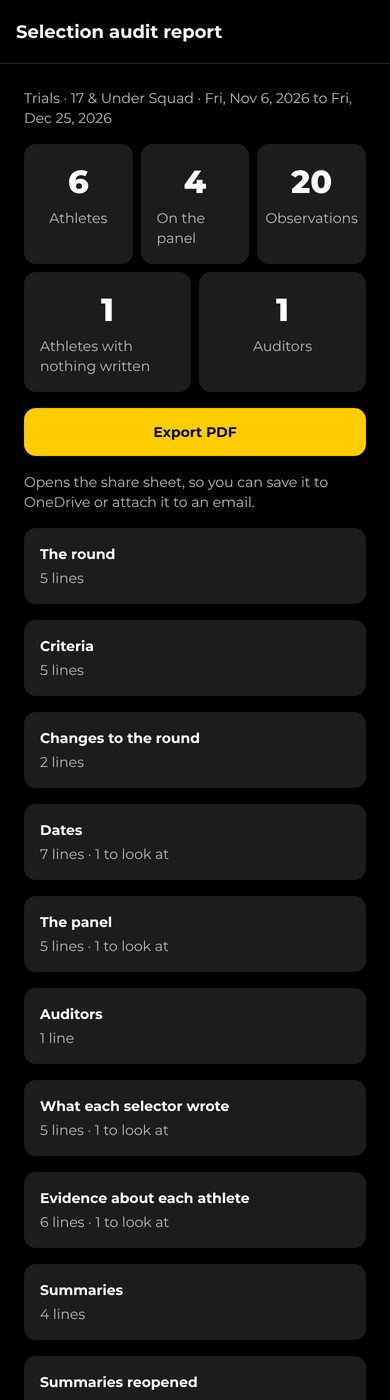 Selection audit report
Trials · 17 & Under Squad · Fri, Nov 6, 2026 to Fri,
Dec 25, 2026
6
Athletes
4
On the
panel
20
Observations
1
Athletes with
nothing written
1
Auditors
Export PDF
Opens the share sheet, so you can save it to
OneDrive or attach it to an email.
The round
5 lines
Criteria
5 lines
Changes to the round
2 lines
Dates
7 lines · 1 to look at
The panel
5 lines · 1 to look at
Auditors
1 line
What each selector wrote
5 lines · 1 to look at
Evidence about each athlete
6 lines · 1 to look at
Summaries
4 lines
Summaries reopened